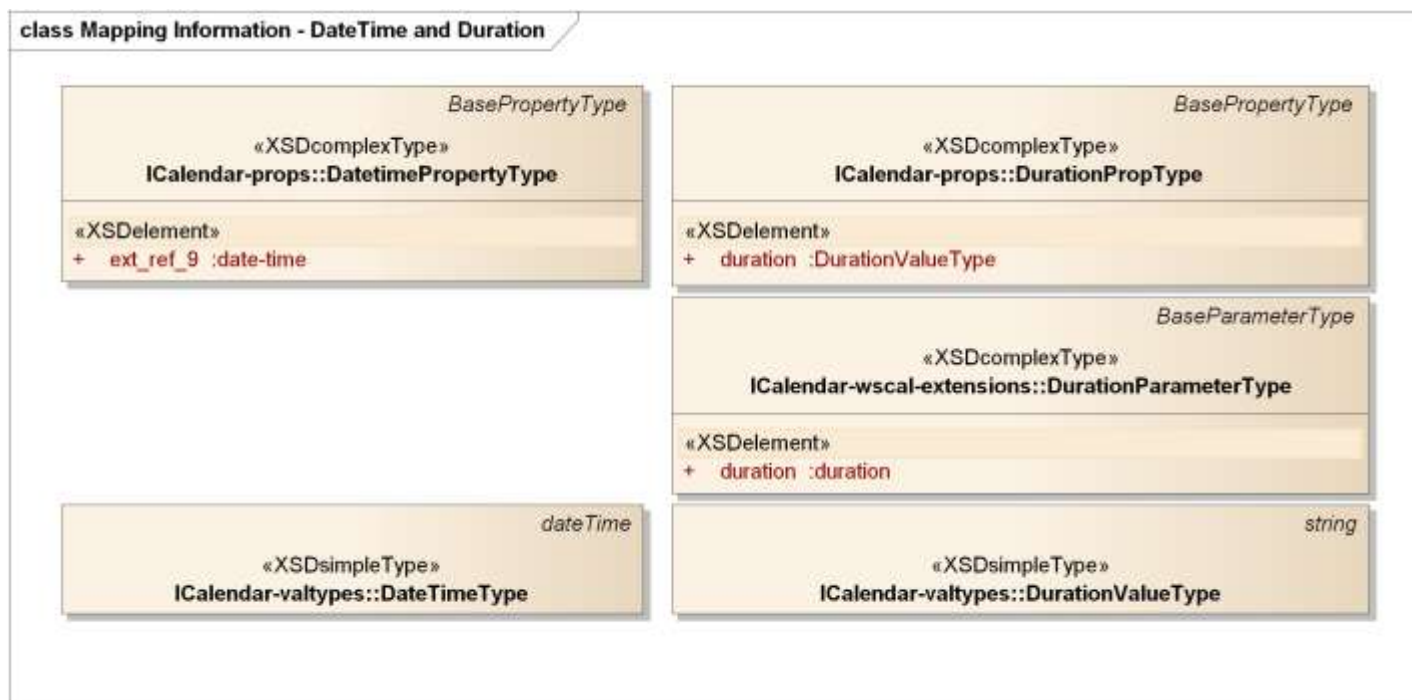 class Mapping Information - DateTime and Duration
BasePropertyType
«XSDcomplexType»
ICalendar-props::DatetimePropertyType
«XSDelement»
+ ext_ref_9 :date-time
BasePropertyType
«XSDcomplexType»
ICalendar-props::DurationPropType
«XSDelement»
+ duration :DurationValueType
BaseParameterType
«XSDcomplexType»
ICalendar-wscal-extensions::DurationParameterType
«XSDelement»
+ duration :duration
dateTime
«XSDsimpleType»
ICalendar-valtypes::DateTimeType
string
«XSDsimpleType»
ICalendar-valtypes::DurationValueType